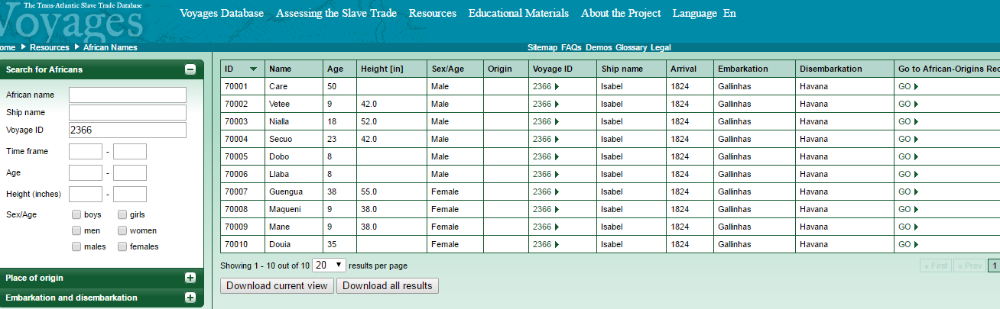 The Trans-Atlantic Slave Trade Database
Voyages
Voyages Database Assessing the Slave Trade Resources Educational Materials About the Project Language En
ome Resources African Names
Sitemap FAQs Demos Glossary Legal
Search for Africans
African name
Ship name
Voyage ID 2366
Time frame -
Age -
Height (inches) -
Sex/Age boys girls
men women
males females
Place of origin
Embarkation and disembarkation
ID Name Age Height [in] Sex/Age Origin Voyage ID Ship name Arrival Embarkation Disembarkation Go to African-Origins Rec
70001 Care 50 Male 2366 Isabel 1824 Gallinhas Havana GO
70002 Vetee 9 42.0 Male 2366 Isabel 1824 Gallinhas Havana GO
70003 Nialla 18 52.0 Male 2366 Isabel 1824 Gallinhas Havana GO
70004 Secuo 23 42.0 Male 2366 Isabel 1824 Gallinhas Havana GO
70005 Dobo 8 Male 2366 Isabel 1824 Gallinhas Havana GO
70006 Llaba 8 Male 2366 Isabel 1824 Gallinhas Havana GO
70007 Guengua 38 55.0 Female 2366 Isabel 1824 Gallinhas Havana GO
70008 Maqueni 9 38.0 Female 2366 Isabel 1824 Gallinhas Havana GO
70009 Mane 9 38.0 Female 2366 Isabel 1824 Gallinhas Havana GO
70010 Douia 35 Female 2366 Isabel 1824 Gallinhas Havana GO
Showing 1 - 10 out of 10 20 results per page
« First « Prev 1
Download current view Download all results